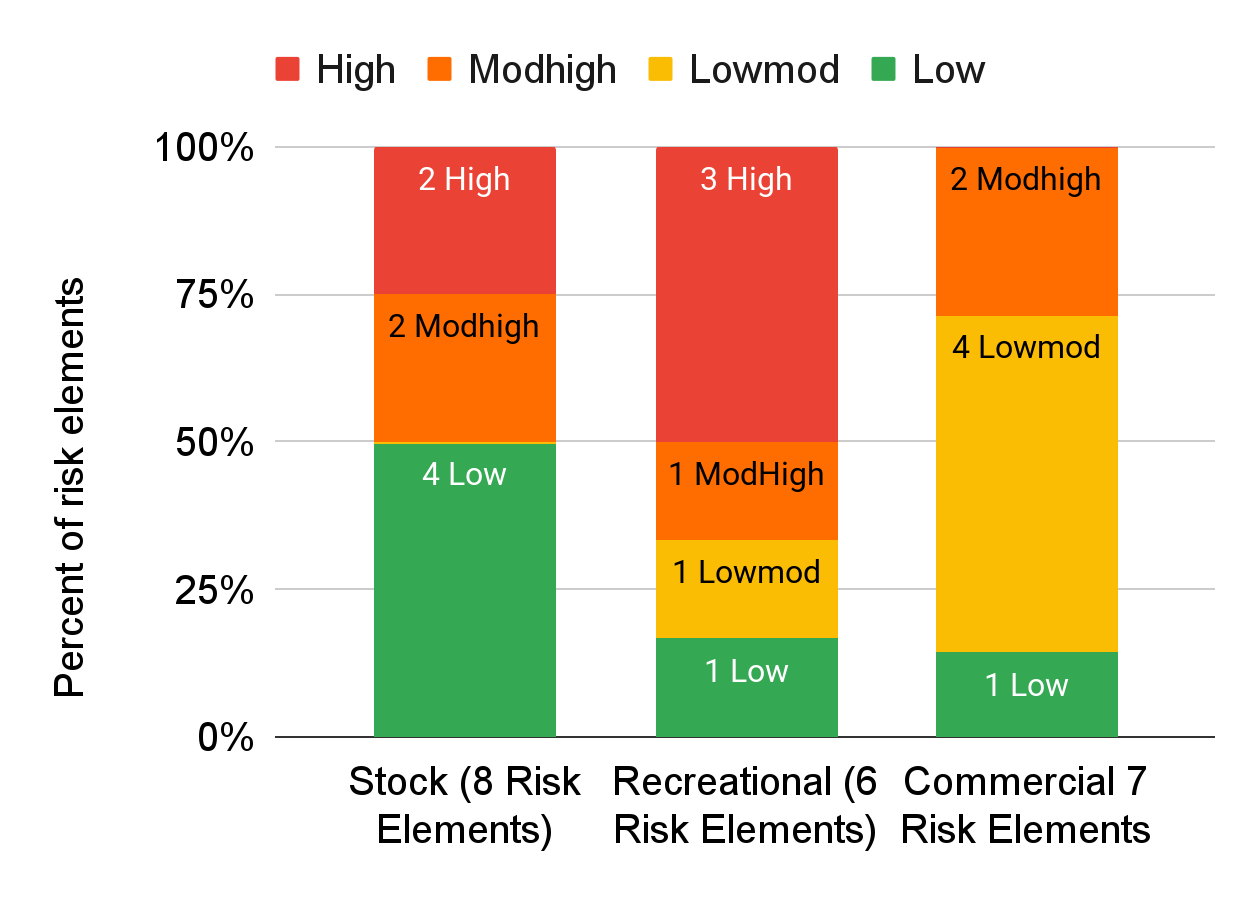 High Modhigh Lowmod Low
100%
75%
50%
25%
0%
Percent of risk elements
2 High
2 Modhigh
4 Low
3 High
1 ModHigh
1 Lowmod
1 Low
2 Modhigh
4 Lowmod
1 Low
Stock (8 Risk
Elements)
Recreational (6
Risk Elements)
Commercial 7
Risk Elements